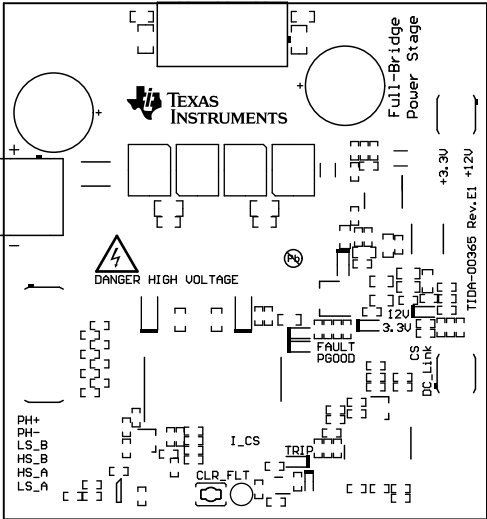 Full-Bridge
Power Stage
TEXAS
INSTRUMENTS
+
+
+
-
+3.3V +12V
TIDA-00365 Rev.E1
Pb
DANGER HIGH VOLTAGE
12V
3.3V
FAULT
PGOOD
CS
DC_Link
PH+
PH-
LS_B
HS_B
HS_A
LS_A
I_CS
TRIP
CLR_FLT